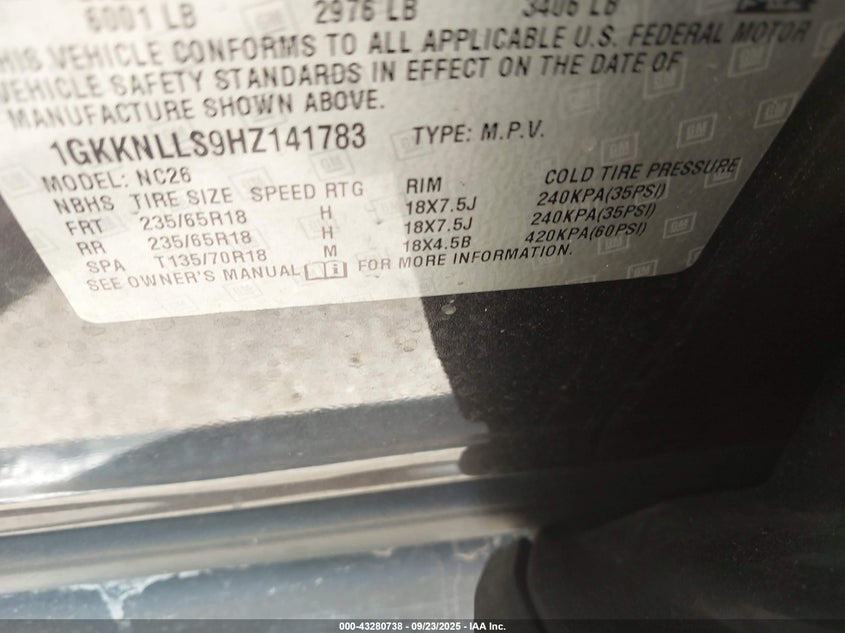 6001 LB 2976 LB 3406 LB
THIS VEHICLE CONFORMS TO ALL APPLICABLE U.S. FEDERAL MOTOR
VEHICLE SAFETY STANDARDS IN EFFECT ON THE DATE OF
MANUFACTURE SHOWN ABOVE.
1GKKNLLS9HZ141783 TYPE: M.P.V.
MODEL: NC26
NBHS TIRE SIZE SPEED RTG RIM COLD TIRE PRESSURE
FRT 235/65R18 H 18X7.5J 240KPA(35PSI)
RR 235/65R18 H 18X7.5J 240KPA(35PSI)
SPA T135/70R18 M 18X4.5B 420KPA(60PSI)
SEE OWNER'S MANUAL FOR MORE INFORMATION.
000-43280738 - 09/23/2025 - IAA Inc.